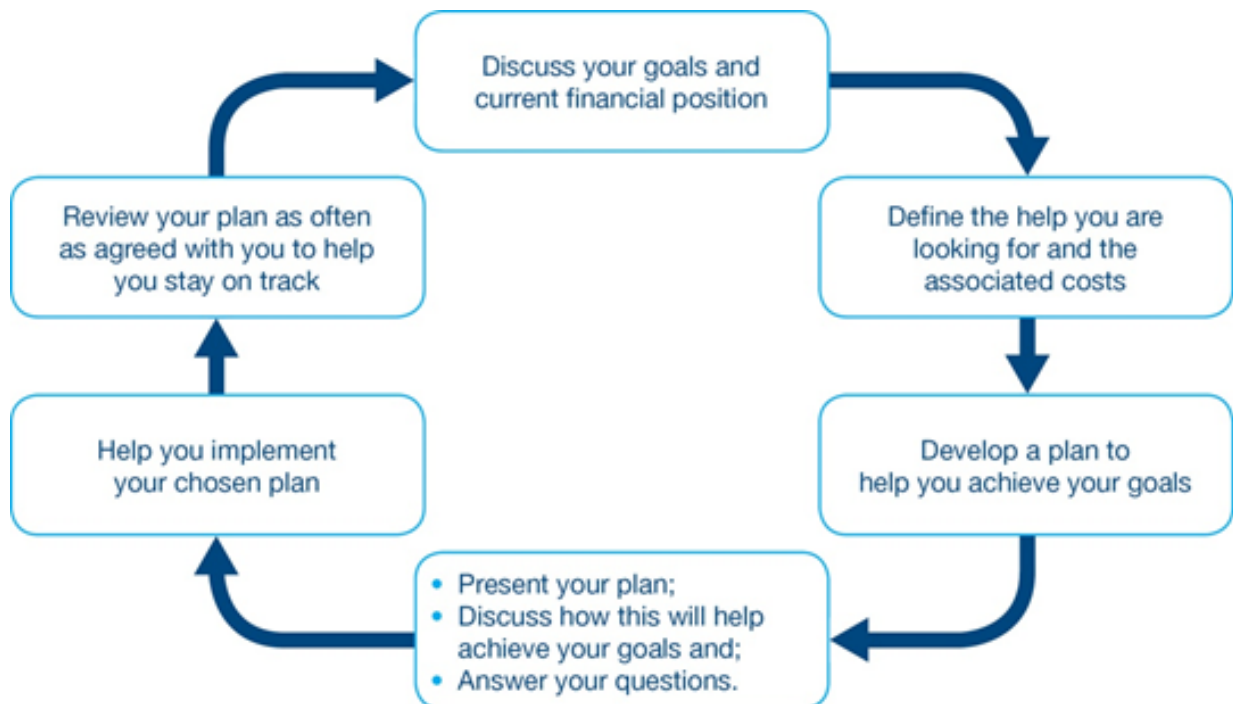 Discuss your goals and
current financial position
Define the help you are
looking for and the
associated costs
Develop a plan to
help you achieve your goals
• Present your plan;
• Discuss how this will help
achieve your goals and;
• Answer your questions.
Help you implement
your chosen plan
Review your plan as often
as agreed with you to help
you stay on track